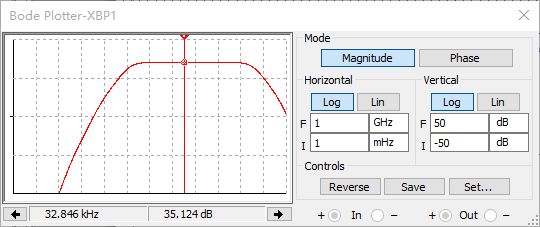 Bode Plotter-XBP1
Mode
Magnitude Phase
Horizontal Vertical
Log Lin Log Lin
F 1 GHz F 50 dB
I 1 mHz I -50 dB
Controls
Reverse Save Set...
32.846 kHz 35.124 dB
+ In − + Out −